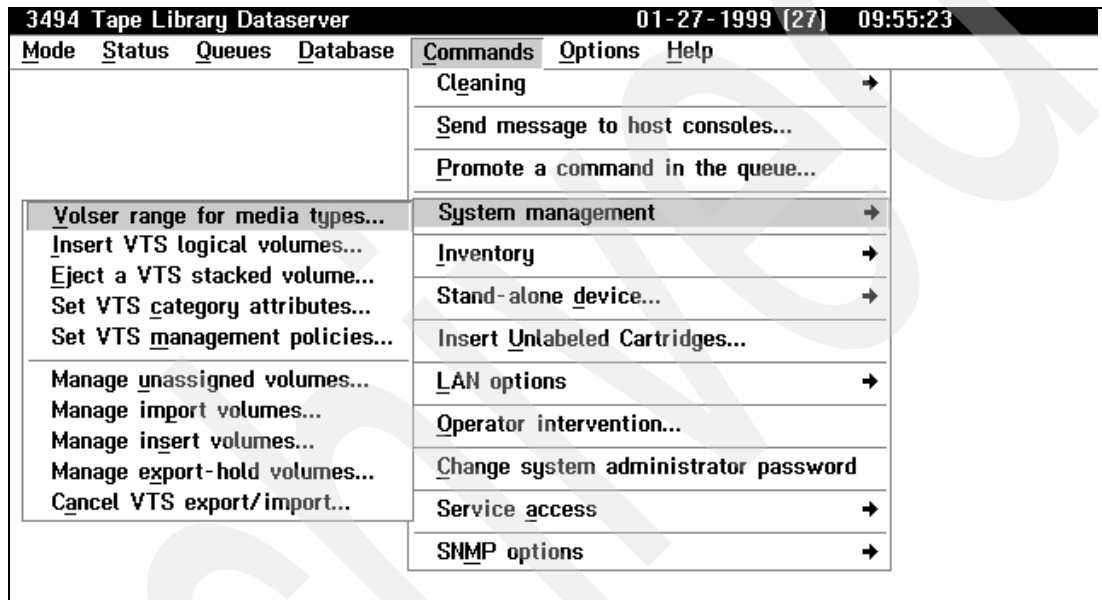 3494 Tape Library Dataserver 01-27-1999 [27] 09:55:23
Mode Status Queues Database Commands Options Help
Cleaning
Send message to host consoles...
Promote a command in the queue...
System management
Inventory
Stand-alone device...
Insert Unlabeled Cartridges...
LAN options
Operator intervention...
Change system administrator password
Service access
SNMP options
Volser range for media types...
Insert VTS logical volumes...
Eject a VTS stacked volume...
Set VTS category attributes...
Set VTS management policies...
Manage unassigned volumes...
Manage import volumes...
Manage insert volumes...
Manage export-hold volumes...
Cancel VTS export/import...